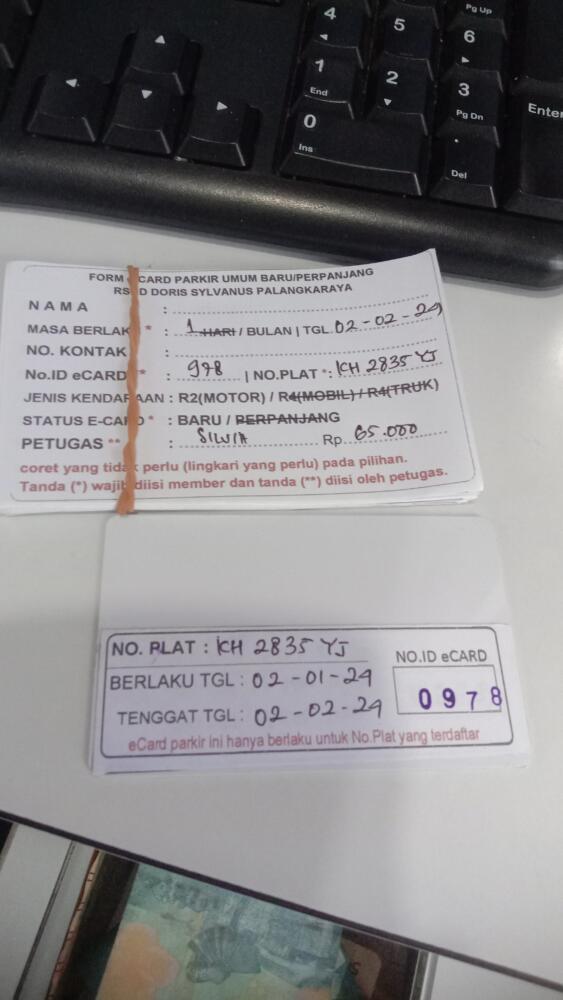 4
5
6
Pg Up
1
End
2
3
Pg Dn
Enter
0
Ins
.
Del
FORM CARD PARKIR UMUM BARU/PERPANJANG
RS D DORIS SYLVANUS PALANGKARAYA
NAMA :
MASA BERLAK * : 1 HARI / BULAN | TGL 02-02-24
NO. KONTAK :
No.ID eCARD * : 978 | NO.PLAT *: KH 2835 YJ
JENIS KENDARAAN : R2(MOTOR) / R4(MOBIL) / R4(TRUK)
STATUS E-CARD * : BARU / PERPANJANG
PETUGAS ** : SILVIA Rp 65.000
coret yang tidak perlu (lingkari yang perlu) pada pilihan.
Tanda (*) wajib diisi member dan tanda (**) diisi oleh petugas.
NO. PLAT : KH 2835 YJ
BERLAKU TGL : 02-01-24
TENGGAT TGL : 02-02-24
NO.ID eCARD
0978
eCard parkir ini hanya berlaku untuk No.Plat yang terdaftar